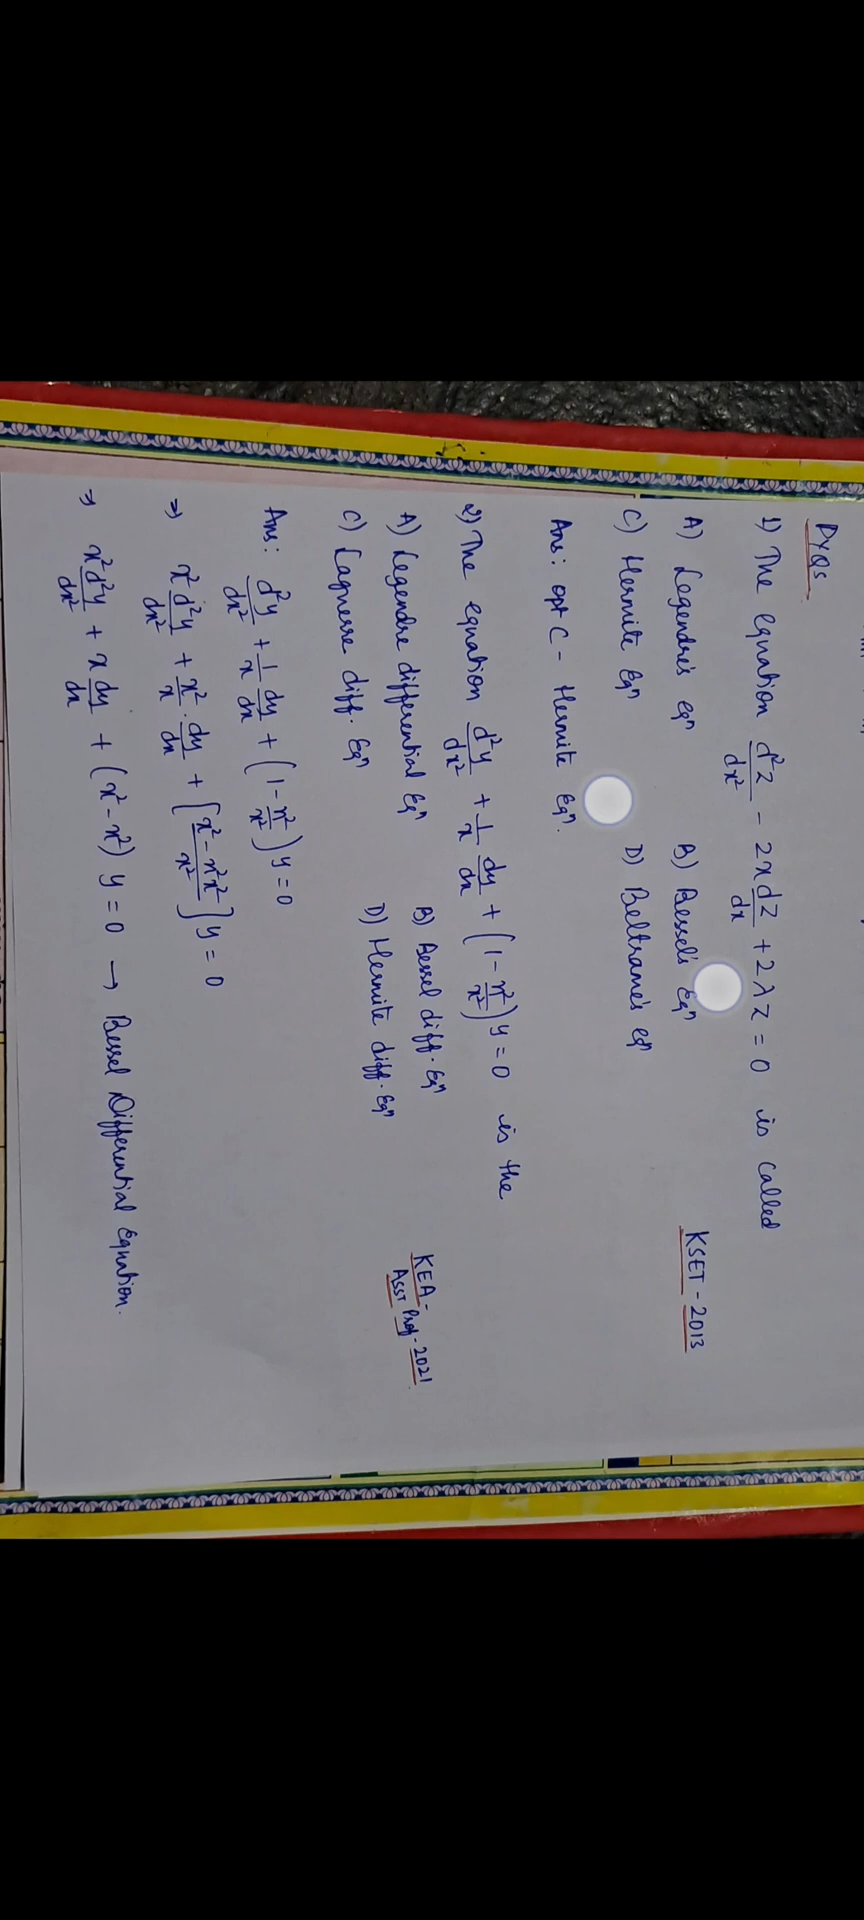 PYQs
1) The equation d²z/dx² - 2x dz/dx + 2λz = 0 is called
KSET - 2013
A) Legendre's eqⁿ B) Bessel's Eqⁿ
C) Hermite Eqⁿ D) Beltrame's eqⁿ
Ans: opt C - Hermite Eqⁿ.
2) The equation d²y/dx² + 1/x dy/dx + (1 - n²/x²) y = 0 is the
KEA -
Asst Prof - 2021
A) Legendre differential Eqⁿ B) Bessel diff. Eqⁿ
C) Laguerre diff. Eqⁿ D) Hermite diff. Eqⁿ
Ans: d²y/dx² + 1/x dy/dx + (1 - n²/x²) y = 0
⇒ x² d²y/dx² + x²/x · dy/dx + [x² - n²x²/x²] y = 0
⇒ x² d²y/dx² + x dy/dx + (x² - n²) y = 0 → Bessel Differential Equation.